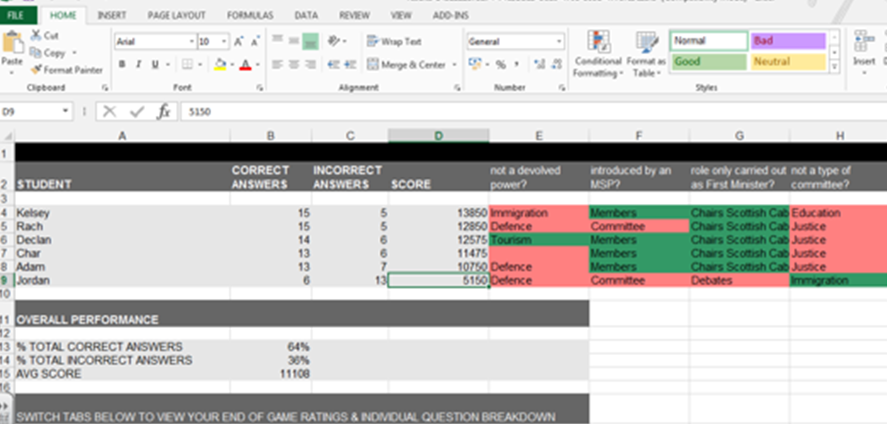 FILE HOME INSERT PAGE LAYOUT FORMULAS DATA REVIEW VIEW ADD-INS
Cut
Copy
Format Painter
Paste
Clipboard
Arial 10
B I U
Font
Wrap Text
Merge & Center
Alignment
General
%
Number
Conditional Formatting
Format as Table
Normal Bad
Good Neutral
Styles
Insert
D9 fx 5150
A B C D E F G H
1
2 STUDENT CORRECT ANSWERS INCORRECT ANSWERS SCORE not a devolved power? introduced by an MSP? role only carried out as First Minister? not a type of committee?
3
4 Kelsey 15 5 13850 Immigration Members Chairs Scottish Cab Education
5 Rach 15 5 12850 Defence Committee Chairs Scottish Cab Justice
6 Declan 14 6 12575 Tourism Members Chairs Scottish Cab Justice
7 Char 13 6 11475 Members Chairs Scottish Cab Justice
8 Adam 13 7 10750 Defence Members Chairs Scottish Cab Justice
9 Jordan 6 13 5150 Defence Committee Debates Immigration
10
11 OVERALL PERFORMANCE
12
13 % TOTAL CORRECT ANSWERS 64%
14 % TOTAL INCORRECT ANSWERS 36%
15 AVG SCORE 11108
16
SWITCH TABS BELOW TO VIEW YOUR END OF GAME RATINGS & INDIVIDUAL QUESTION BREAKDOWN